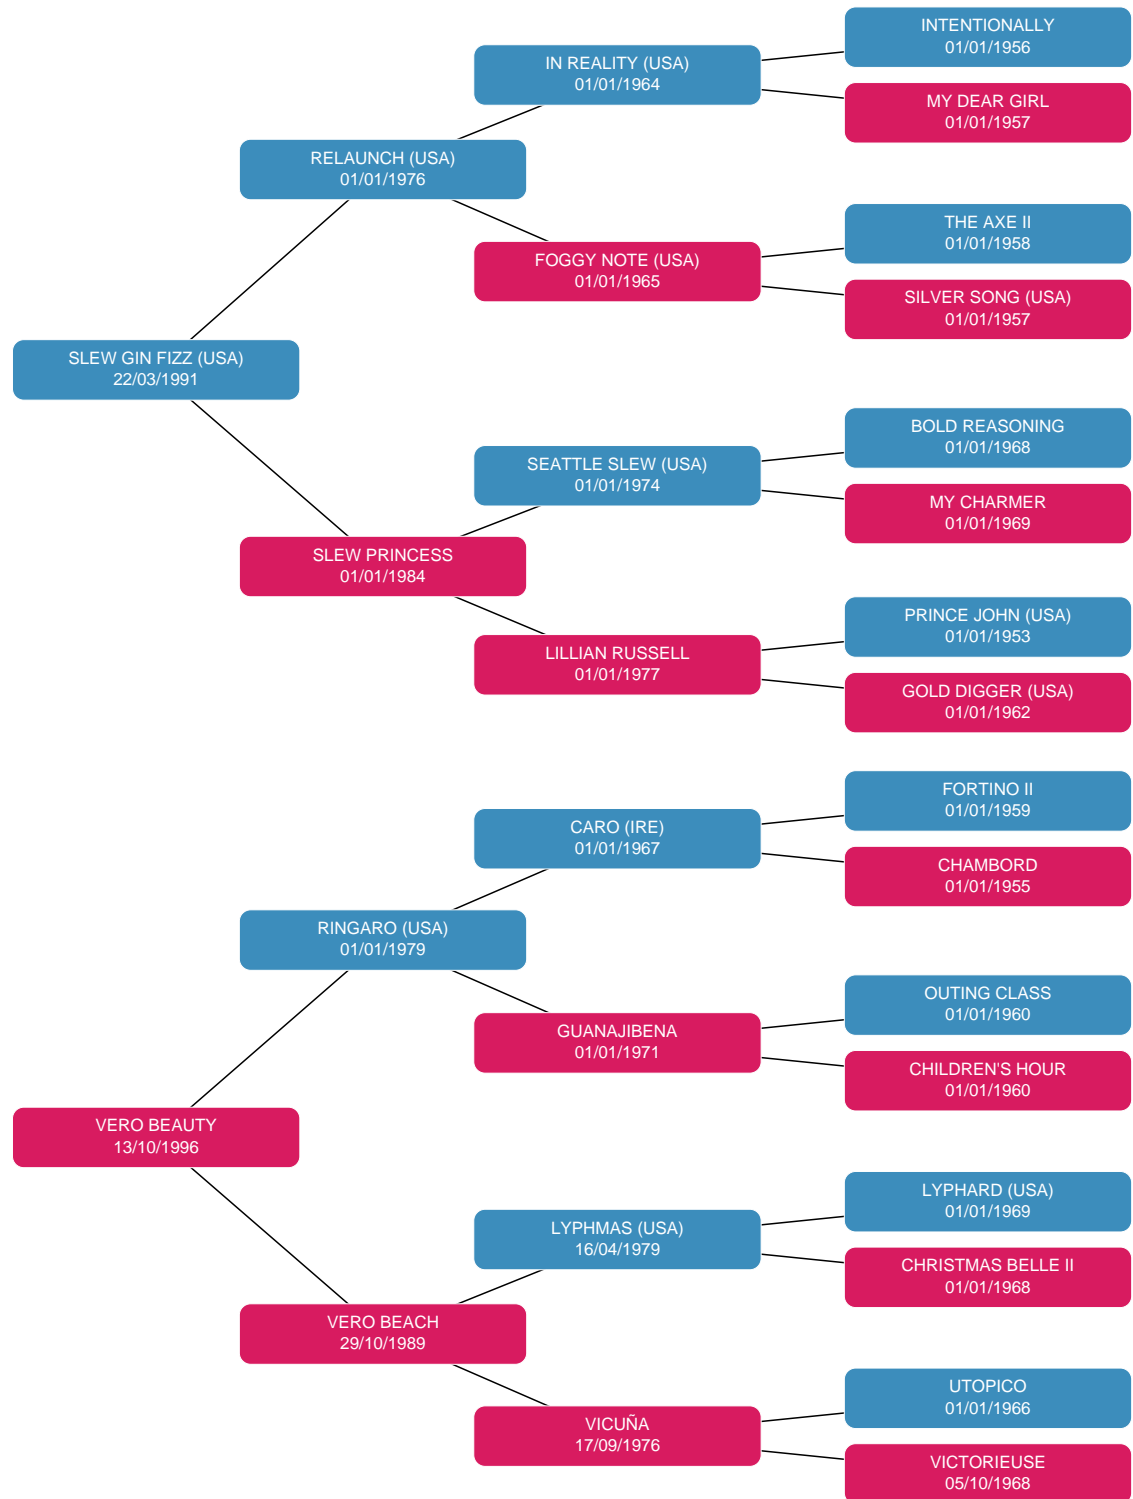 INTENTIONALLY
01/01/1956
IN REALITY (USA)
01/01/1964
MY DEAR GIRL
01/01/1957
RELAUNCH (USA)
01/01/1976
THE AXE II
01/01/1958
FOGGY NOTE (USA)
01/01/1965
SILVER SONG (USA)
01/01/1957
SLEW GIN FIZZ (USA)
22/03/1991
BOLD REASONING
01/01/1968
SEATTLE SLEW (USA)
01/01/1974
MY CHARMER
01/01/1969
SLEW PRINCESS
01/01/1984
PRINCE JOHN (USA)
01/01/1953
LILLIAN RUSSELL
01/01/1977
GOLD DIGGER (USA)
01/01/1962
FORTINO II
01/01/1959
CARO (IRE)
01/01/1967
CHAMBORD
01/01/1955
RINGARO (USA)
01/01/1979
OUTING CLASS
01/01/1960
GUANAJIBENA
01/01/1971
CHILDREN'S HOUR
01/01/1960
VERO BEAUTY
13/10/1996
LYPHARD (USA)
01/01/1969
LYPHMAS (USA)
16/04/1979
CHRISTMAS BELLE II
01/01/1968
VERO BEACH
29/10/1989
UTOPICO
01/01/1966
VICUÑA
17/09/1976
VICTORIEUSE
05/10/1968